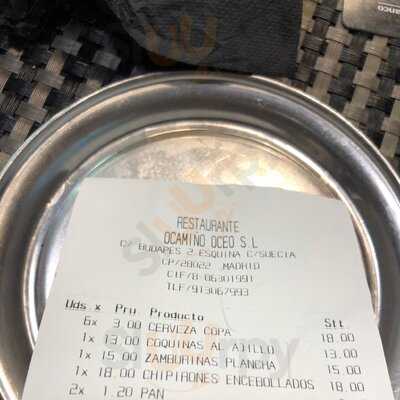 anco
RESTAURANTE
OCAMINO OCEO S L
C/ BUDAPES 2 ESQUINA C/SUECIA
CP/28022 MADRID
CIF/B-06301991
TLF/913067993
Uds x Pru Producto Stt
6x 3.00 CERVEZA COPA 18.00
1x 13.00 COQUINAS AL AJILLO 13.00
1x 15.00 ZAMBURINAS PLANCHA 15.00
1x 18.00 CHIPIRONES ENCEBOLLADOS 18.00
2x 1.20 PAN